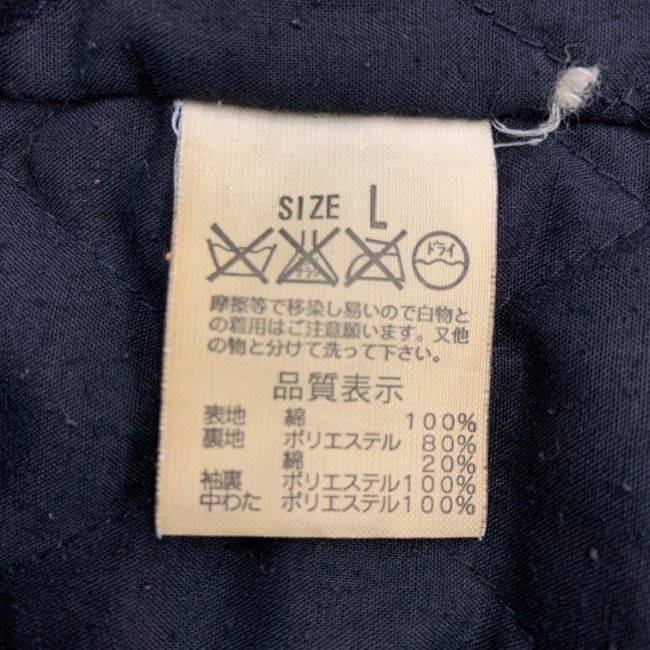 SIZE L
サラシ ドライ
摩擦等で移染し易いので白物と
の着用はご注意願います。又他
の物と分けて洗って下さい。
品質表示
表地 綿 100%
裏地 ポリエステル 80%
綿 20%
袖裏 ポリエステル100%
中わた ポリエステル100%